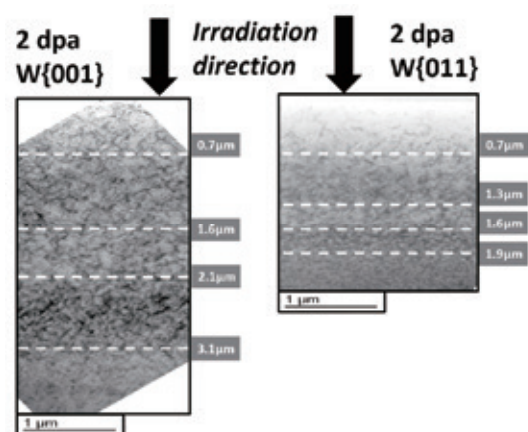 2 dpa
W{001}
Irradiation
direction
2 dpa
W{011}
0.7µm
1.6µm
2.1µm
3.1µm
1 µm
0.7µm
1.3µm
1.6µm
1.9µm
1 µm